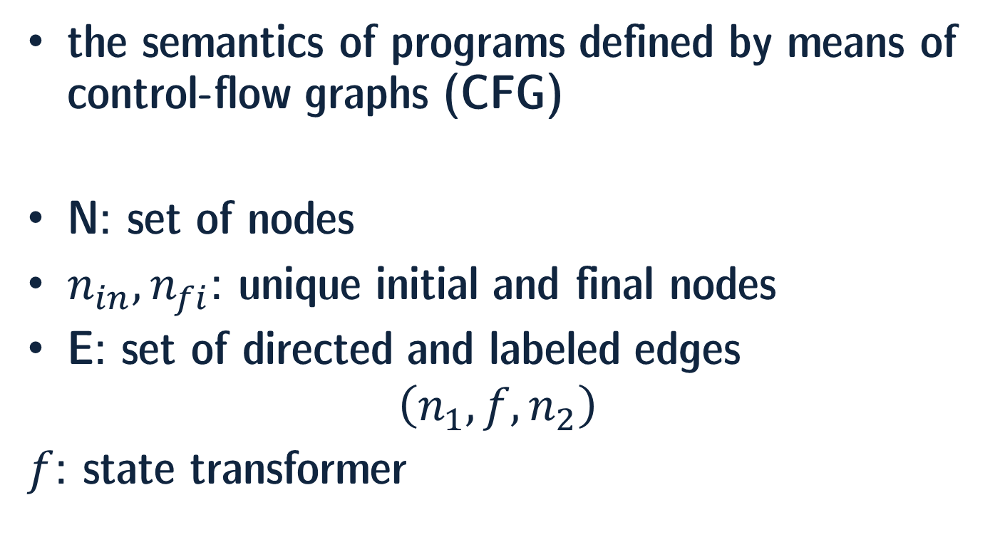 • the semantics of programs defined by means of
control-flow graphs (CFG)
• N: set of nodes
• $n_{in}, n_{fi}$: unique initial and final nodes
• E: set of directed and labeled edges
$(n_1, f, n_2)$
$f$: state transformer